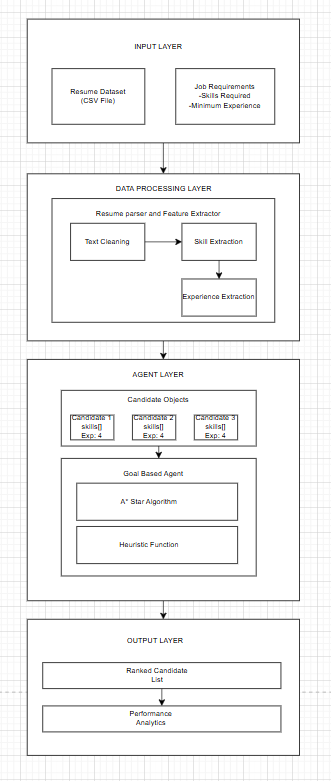 INPUT LAYER
Resume Dataset
(CSV File)
Job Requirements
-Skills Required
-Minimum Experience
DATA PROCESSING LAYER
Resume parser and Feature Extractor
Text Cleaning
Skill Extraction
Experience Extraction
AGENT LAYER
Candidate Objects
Candidate 1
skills[]
Exp: 4
Candidate 2
skills[]
Exp: 4
Candidate 3
skills[]
Exp: 4
Goal Based Agent
A* Star Algorithm
Heuristic Function
OUTPUT LAYER
Ranked Candidate
List
Performance
Analytics